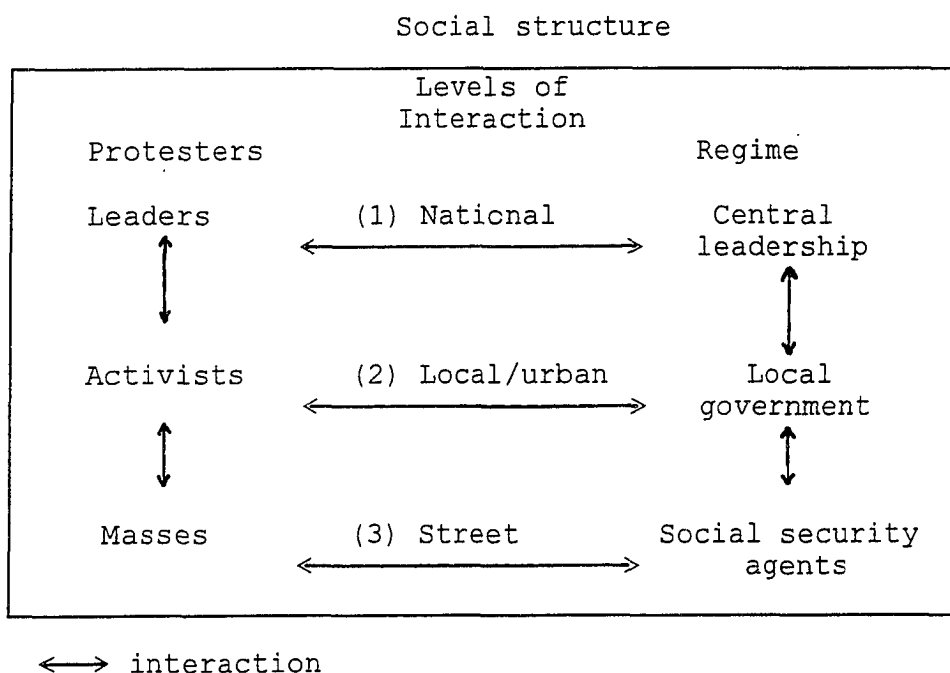 Social structure
Levels of
Interaction
Protesters Regime
Leaders (1) National Central
leadership
Activists (2) Local/urban Local
government
Masses (3) Street Social security
agents
interaction